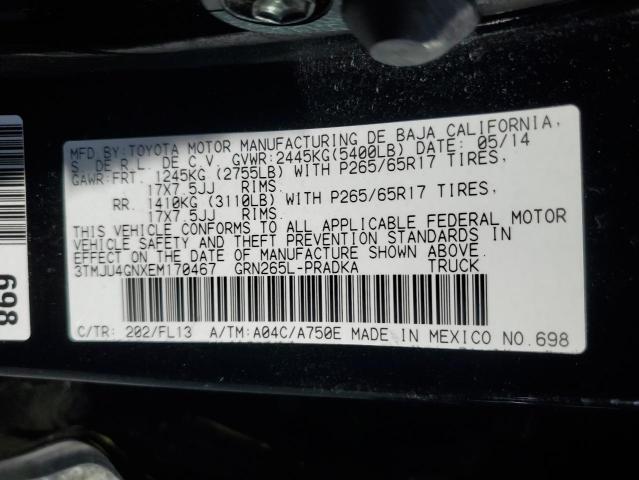 MFD.BY:TOYOTA MOTOR MANUFACTURING DE BAJA CALIFORNIA,
S. DE R.L. DE C.V. GVWR:2445KG(5400LB) DATE: 05/14
GAWR:FRT. 1245KG (2755LB) WITH P265/65R17 TIRES,
17X7.5JJ RIMS.
RR. 1410KG (3110LB) WITH P265/65R17 TIRES,
17X7.5JJ RIMS.
THIS VEHICLE CONFORMS TO ALL APPLICABLE FEDERAL MOTOR
VEHICLE SAFETY AND THEFT PREVENTION STANDARDS IN
EFFECT ON THE DATE OF MANUFACTURE SHOWN ABOVE.
3TMJU4GNXEM170467 GRN265L-PRADKA TRUCK
C/TR: 202/FL13 A/TM: A04C/A750E MADE IN MEXICO NO.698
698